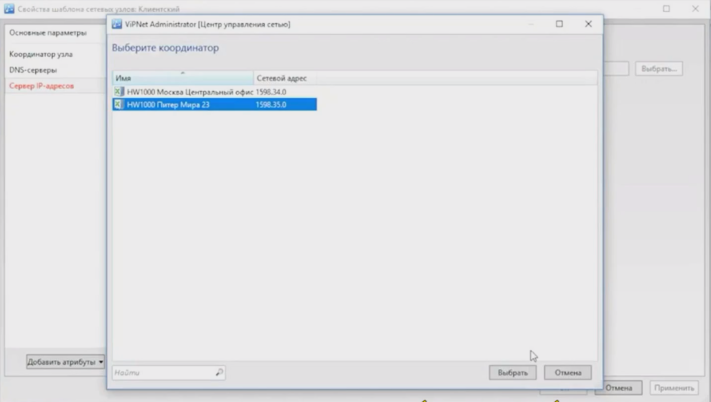 Свойства шаблона сетевых узлов: Клиентский
Основные параметры
Координатор узла
DNS-серверы
Сервер IP-адресов
Добавить атрибуты
ViPNet Administrator [Центр управления сетью]
Выберите координатор
Имя Сетевой адрес
HW1000 Москва Центральный офис 1598.34.0
HW1000 Питер Мира 23 1598.35.0
Найти
Выбрать Отмена
Выбрать...
Отмена Применить